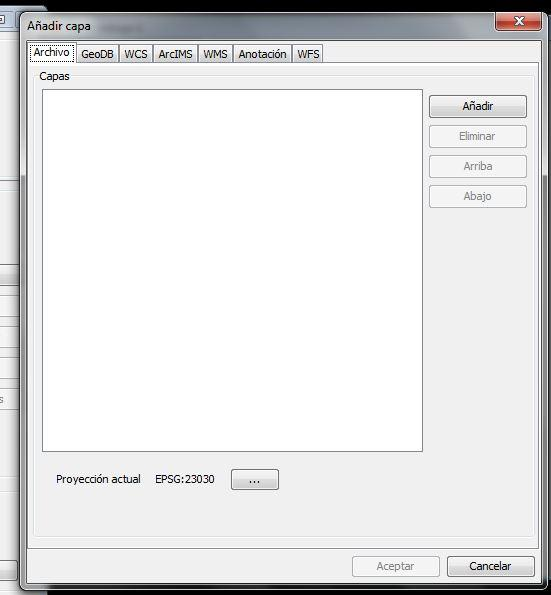 Añadir capa
Archivo GeoDB WCS ArcIMS WMS Anotación WFS
Capas
Añadir
Eliminar
Arriba
Abajo
Proyección actual EPSG:23030 ...
Aceptar Cancelar